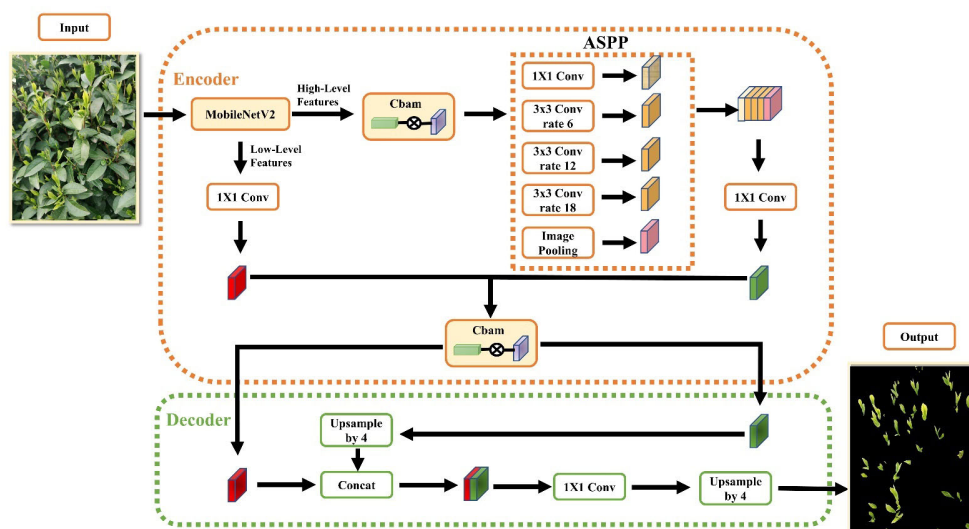 Input
ASPP
Encoder
MobileNetV2
High-Level
Features
Cbam
1X1 Conv
3x3 Conv
rate 6
3x3 Conv
rate 12
3x3 Conv
rate 18
Image
Pooling
Low-Level
Features
1X1 Conv
1X1 Conv
Cbam
Output
Decoder
Upsample
by 4
Concat
1X1 Conv
Upsample
by 4